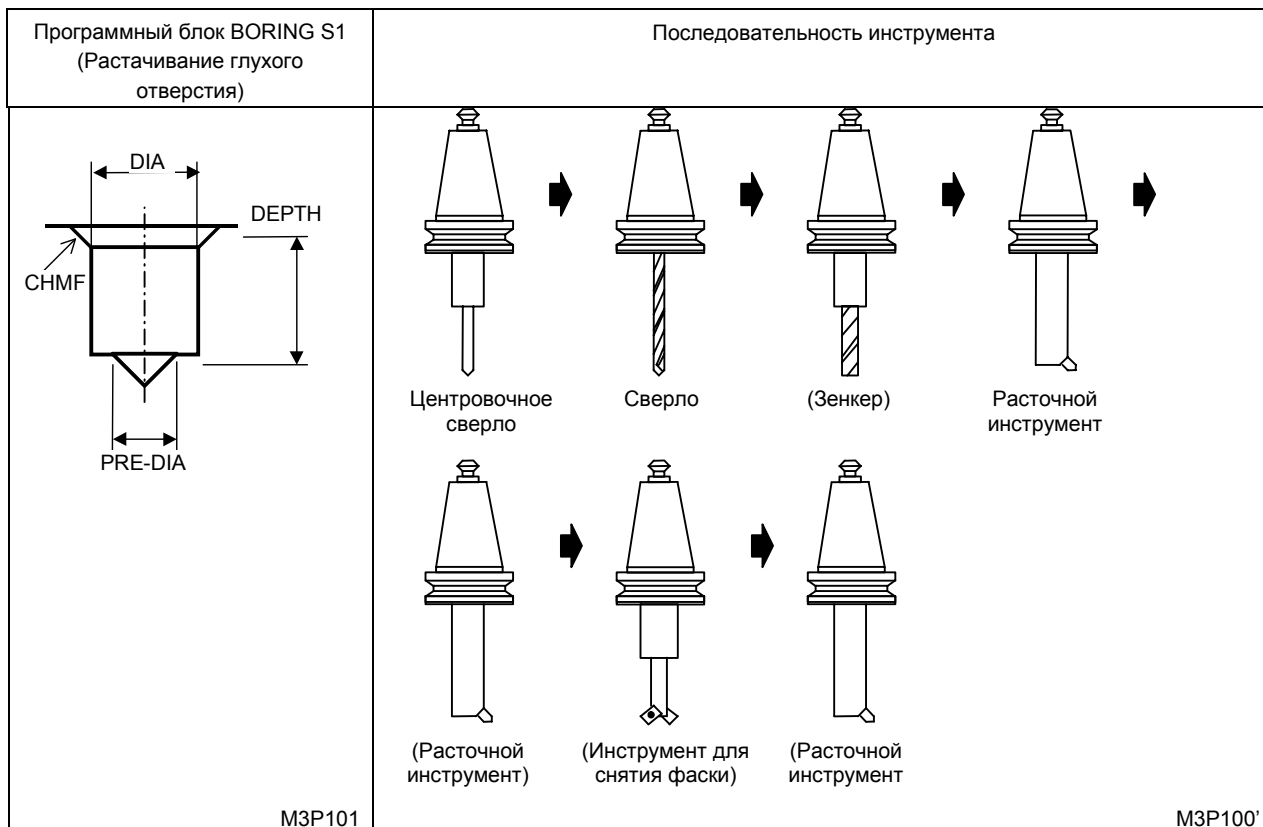 Программный блок BORING S1
(Растачивание глухого
отверстия)
Последовательность инструмента
DIA
DEPTH
CHMF
PRE-DIA
M3P101
Центровочное
сверло
Сверло
(Зенкер)
Расточной
инструмент
(Расточной
инструмент)
(Инструмент для
снятия фаски)
(Расточной
инструмент
M3P100’